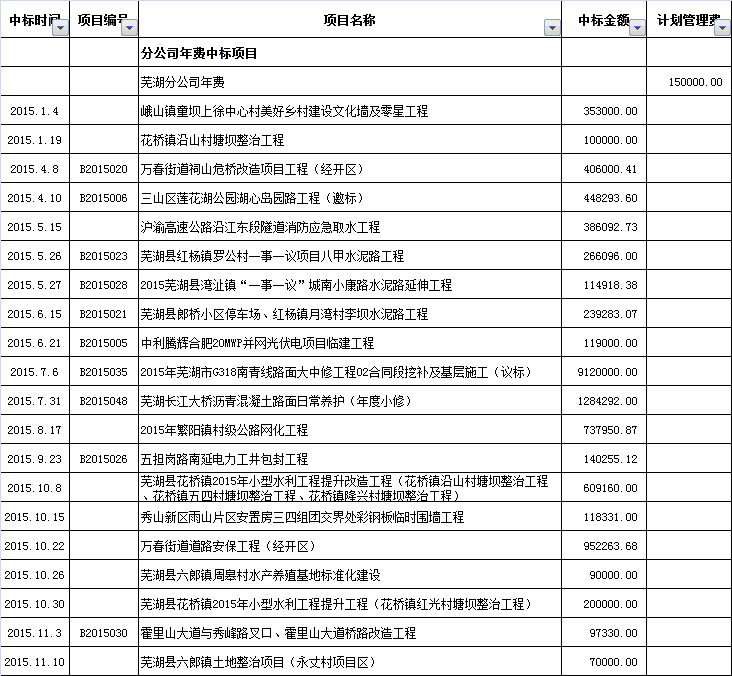 中标时间 项目编号 项目名称 中标金额 计划管理费
分公司年费中标项目
芜湖分公司年费 150000.00
2015.1.4 峨山镇童坝上徐中心村美好乡村建设文化墙及零星工程 353000.00
2015.1.19 花桥镇沿山村塘坝整治工程 100000.00
2015.4.8 B2015020 万春街道祠山危桥改造项目工程（经开区） 406000.41
2015.4.10 B2015006 三山区莲花湖公园湖心岛园路工程（邀标） 448293.60
2015.5.15 沪渝高速公路沿江东段隧道消防应急取水工程 386092.73
2015.5.26 B2015023 芜湖县红杨镇罗公村一事一议项目八甲水泥路工程 266096.00
2015.5.27 B2015028 2015芜湖县湾沚镇“一事一议”城南小康路水泥路延伸工程 114918.38
2015.6.15 B2015021 芜湖县郎桥小区停车场、红杨镇月湾村李坝水泥路工程 239283.07
2015.6.21 B2015005 中利腾辉合肥20MWP并网光伏电项目临建工程 119000.00
2015.7.6 B2015035 2015年芜湖市G318南青线路面大中修工程02合同段挖补及基层施工（议标） 9120000.00
2015.7.31 B2015048 芜湖长江大桥沥青混凝土路面日常养护（年度小修） 1284292.00
2015.8.17 2015年繁阳镇村级公路网化工程 737950.87
2015.9.23 B2015026 五担岗路南延电力工井包封工程 140255.12
2015.10.8 芜湖县花桥镇2015年小型水利工程提升改造工程（花桥镇沿山村塘坝整治工程
、花桥镇五四村塘坝整治工程、花桥镇隆兴村塘坝整治工程） 609160.00
2015.10.15 秀山新区雨山片区安置房三四组团交界处彩钢板临时围墙工程 118331.00
2015.10.22 万春街道道路安保工程（经开区） 952263.68
2015.10.26 芜湖县六郎镇周皋村水产养殖基地标准化建设 90000.00
2015.10.30 芜湖县花桥镇2015年小型水利工程提升工程（花桥镇红光村塘坝整治工程） 200000.00
2015.11.3 B2015030 霍里山大道与秀峰路叉口、霍里山大道桥路改造工程 97330.00
2015.11.10 芜湖县六郎镇土地整治项目（永丈村项目区） 70000.00